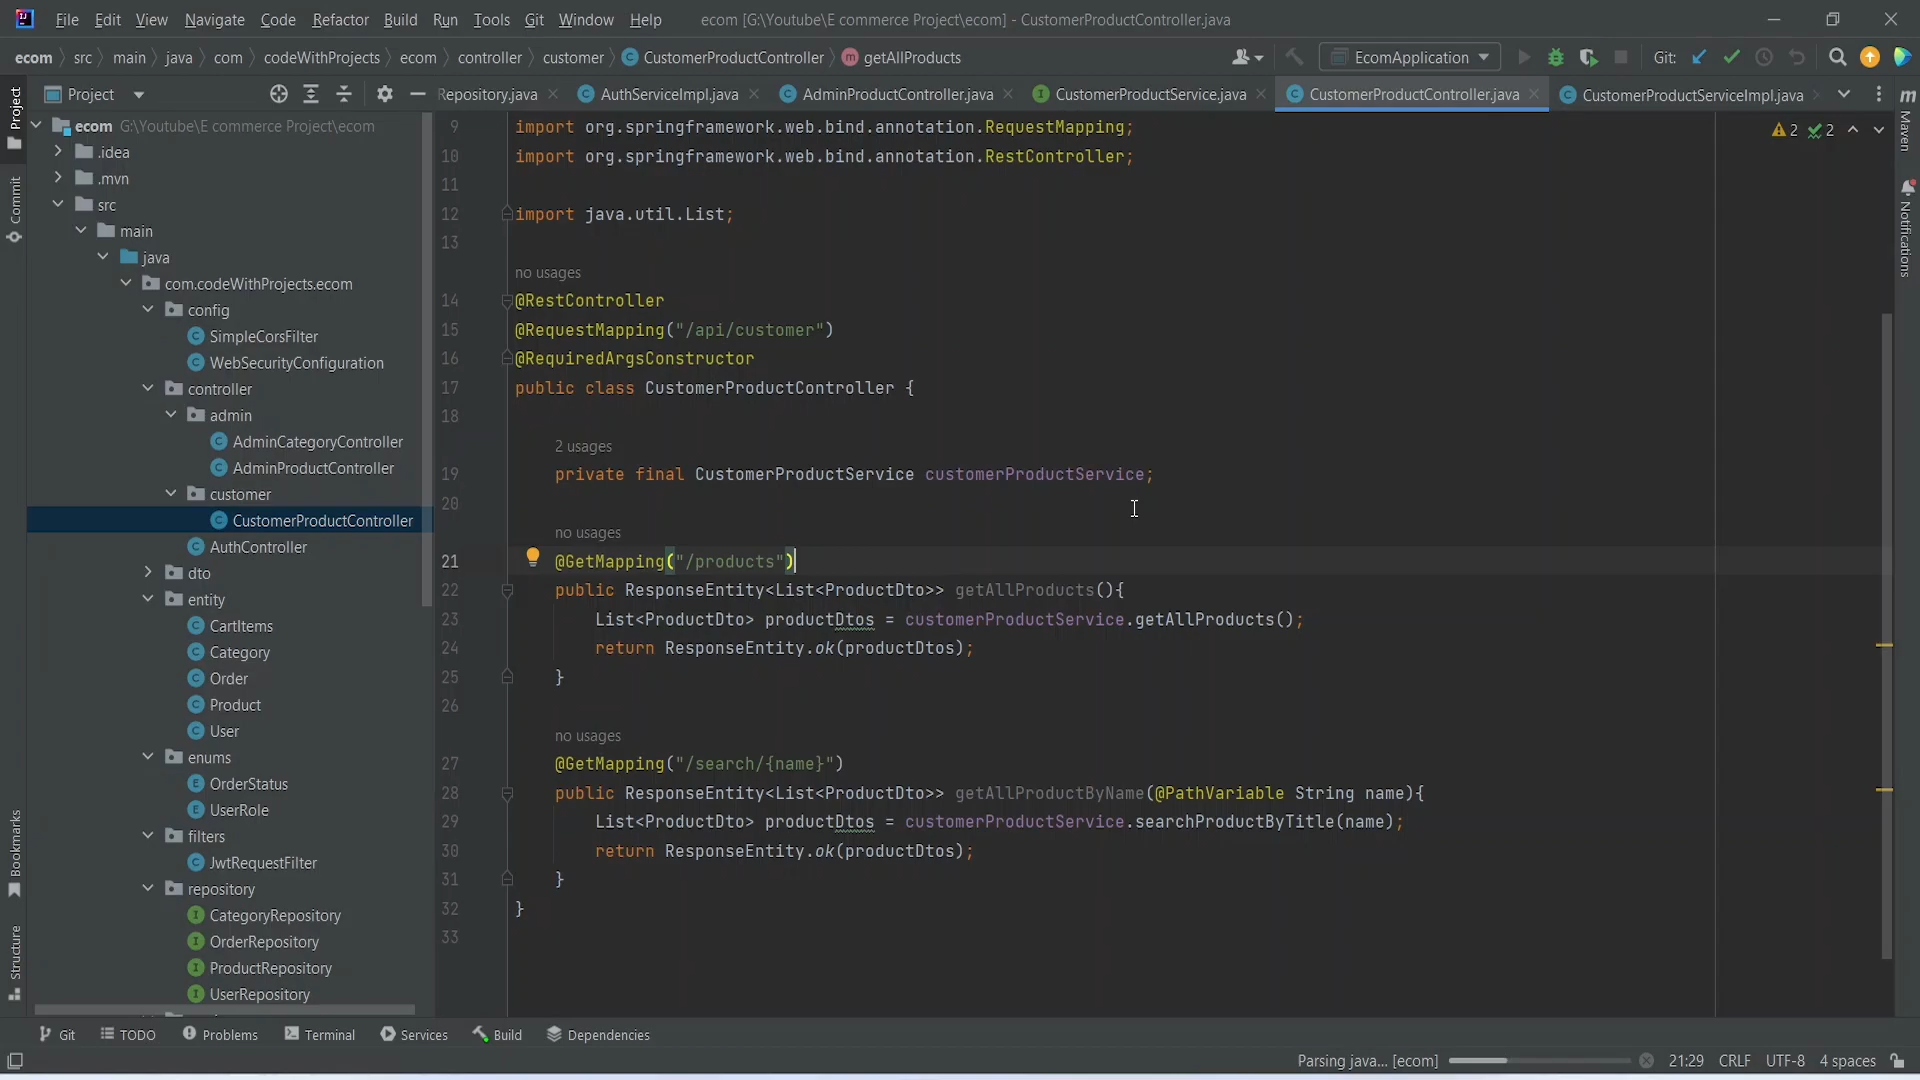 File Edit View Navigate Code Refactor Build Run Tools Git Window Help ecom [G:\Youtube\E commerce Project\ecom] - CustomerProductController.java
ecom src main java com codeWithProjects ecom controller customer CustomerProductController getAllProducts EcomApplication Git:
Project
Repository.java AuthServiceImpl.java AdminProductController.java CustomerProductService.java CustomerProductController.java CustomerProductServiceImpl.java
Project
Commit
Bookmarks
Structure
ecom G:\Youtube\E commerce Project\ecom
.idea
.mvn
src
main
java
com.codeWithProjects.ecom
config
SimpleCorsFilter
WebSecurityConfiguration
controller
admin
AdminCategoryController
AdminProductController
customer
CustomerProductController
AuthController
dto
entity
CartItems
Category
Order
Product
User
enums
OrderStatus
UserRole
filters
JwtRequestFilter
repository
CategoryRepository
OrderRepository
ProductRepository
UserRepository
9 import org.springframework.web.bind.annotation.RequestMapping;
10 import org.springframework.web.bind.annotation.RestController;
11
12 import java.util.List;
13
no usages
14 @RestController
15 @RequestMapping("/api/customer")
16 @RequiredArgsConstructor
17 public class CustomerProductController {
18
2 usages
19 private final CustomerProductService customerProductService;
20
no usages
21 @GetMapping("/products")
22 public ResponseEntity<List<ProductDto>> getAllProducts(){
23 List<ProductDto> productDtos = customerProductService.getAllProducts();
24 return ResponseEntity.ok(productDtos);
25 }
26
no usages
27 @GetMapping("/search/{name}")
28 public ResponseEntity<List<ProductDto>> getAllProductByName(@PathVariable String name){
29 List<ProductDto> productDtos = customerProductService.searchProductByTitle(name);
30 return ResponseEntity.ok(productDtos);
31 }
32 }
33
2 2
m Maven
Notifications
Git TODO Problems Terminal Services Build Dependencies
Parsing java... [ecom] 21:29 CRLF UTF-8 4 spaces